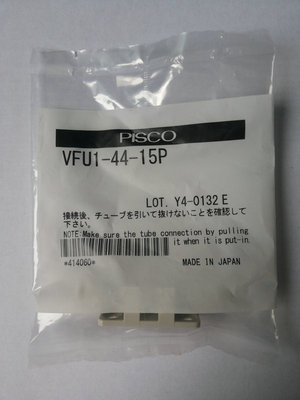 PISCO
VFU1-44-15P
LOT. Y4-0132 E
接続後、チューブを引いて抜けないことを確認して
下さい。
NOTE:Make sure the tube connection by pulling
it when it is put-in.
*414060*
MADE IN JAPAN